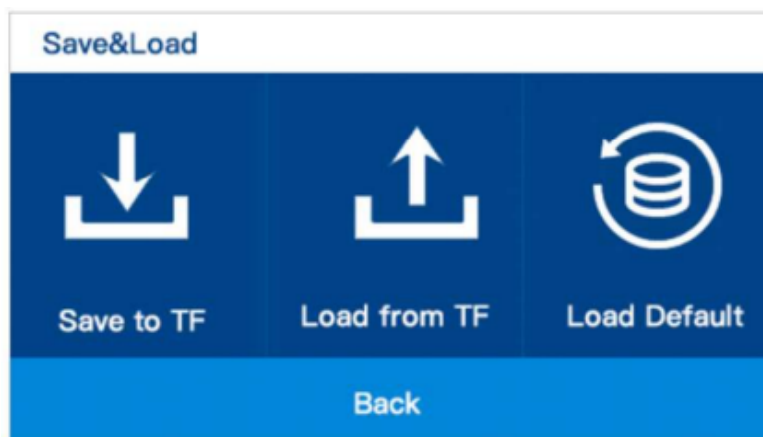 Save&Load
Save to TF
Load from TF
Load Default
Back